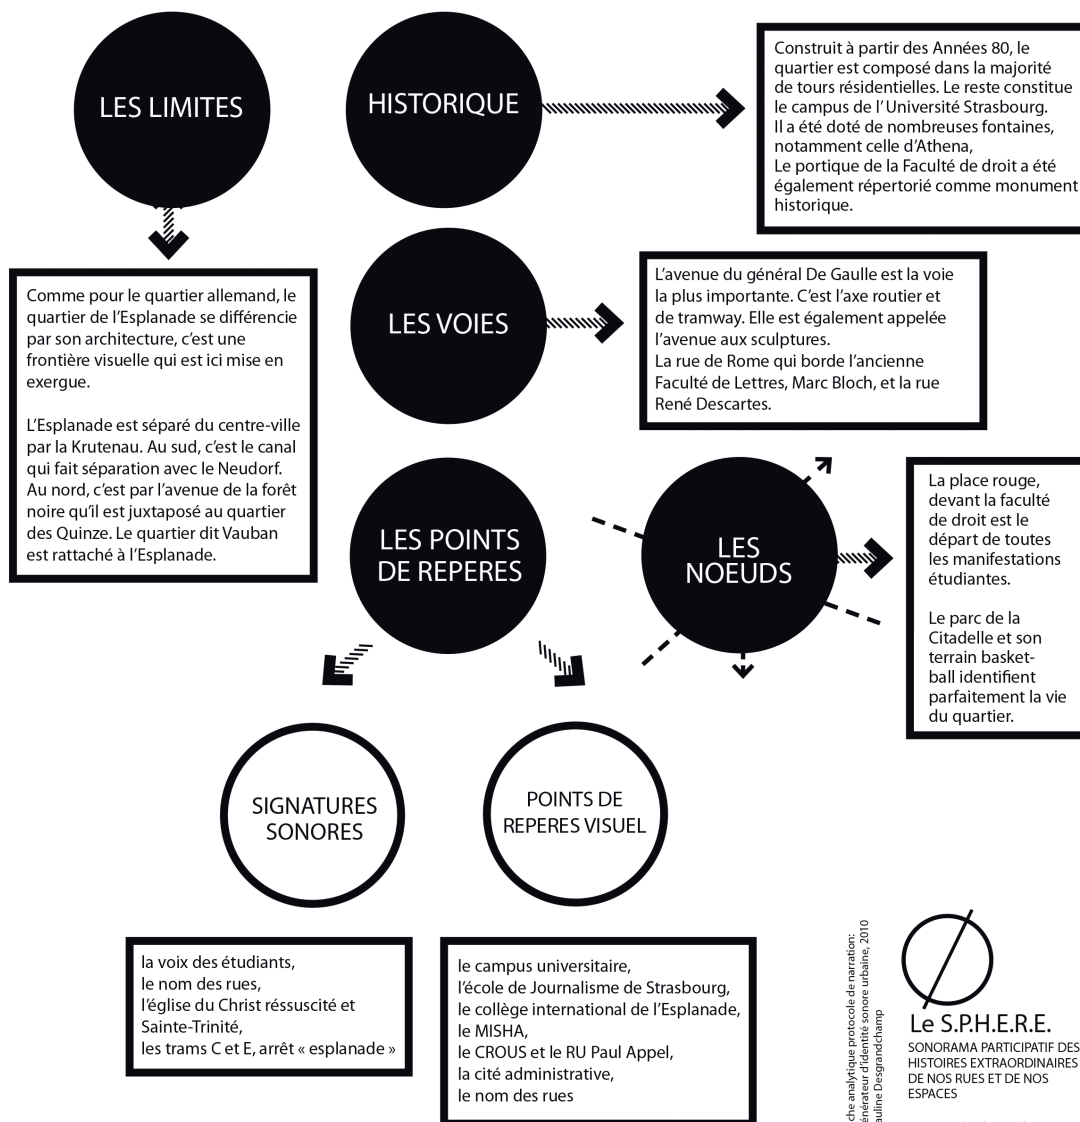 LES LIMITES
Comme pour le quartier allemand, le
quartier de l'Esplanade se différencie
par son architecture, c'est une
frontière visuelle qui est ici mise en
exergue.
L'Esplanade est séparé du centre-ville
par la Krutenau. Au sud, c'est le canal
qui fait séparation avec le Neudorf.
Au nord, c'est par l'avenue de la forêt
noire qu'il est juxtaposé au quartier
des Quinze. Le quartier dit Vauban
est rattaché à l'Esplanade.
HISTORIQUE
Construit à partir des Années 80, le
quartier est composé dans la majorité
de tours résidentielles. Le reste constitue
le campus de l'Université Strasbourg.
Il a été doté de nombreuses fontaines,
notamment celle d'Athena,
Le portique de la Faculté de droit a été
également répertorié comme monument
historique.
LES VOIES
L'avenue du général De Gaulle est la voie
la plus importante. C'est l'axe routier et
de tramway. Elle est également appelée
l'avenue aux sculptures.
La rue de Rome qui borde l'ancienne
Faculté de Lettres, Marc Bloch, et la rue
René Descartes.
LES POINTS
DE REPERES
LES
NOEUDS
La place rouge,
devant la faculté
de droit est le
départ de toutes
les manifestations
étudiantes.
Le parc de la
Citadelle et son
terrain basket-
ball identifient
parfaitement la vie
du quartier.
SIGNATURES
SONORES
la voix des étudiants,
le nom des rues,
l'église du Christ réssuscité et
Sainte-Trinité,
les trams C et E, arrêt « esplanade »
POINTS DE
REPERES VISUEL
le campus universitaire,
l'école de Journalisme de Strasbourg,
le collège international de l'Esplanade,
le MISHA,
le CROUS et le RU Paul Appel,
la cité administrative,
le nom des rues
che analytique protocole de narration:
énérateur d'identité sonore urbaine, 2010
auline Desgrandchamp
Le S.P.H.E.R.E.
SONORAMA PARTICIPATIF DES
HISTOIRES EXTRAORDINAIRES
DE NOS RUES ET DE NOS
ESPACES